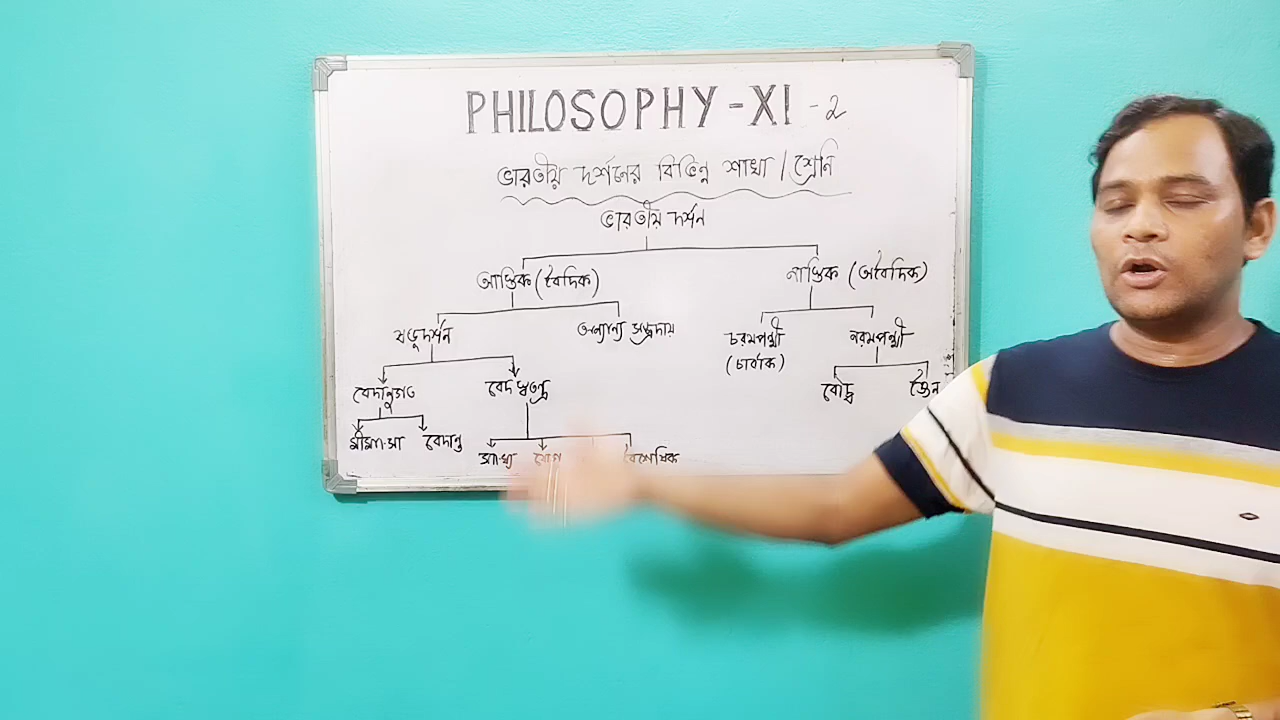 PHILOSOPHY - XI - 2
ভারতীয় দর্শনের বিভিন্ন শাখা / শ্রেনি
ভারতীয় দর্শন
আস্তিক (বৈদিক) নাস্তিক (অবৈদিক)
ষড়দর্শন অন্যান্য সম্প্রদায় চরমপন্থী নরমপন্থী
(চার্বাক)
বেদানুগত বেদ স্বতন্ত্র বৌদ্ধ জৈন
মীমাংসা বেদান্ত সাংখ্য যোগ বৈশেষিক